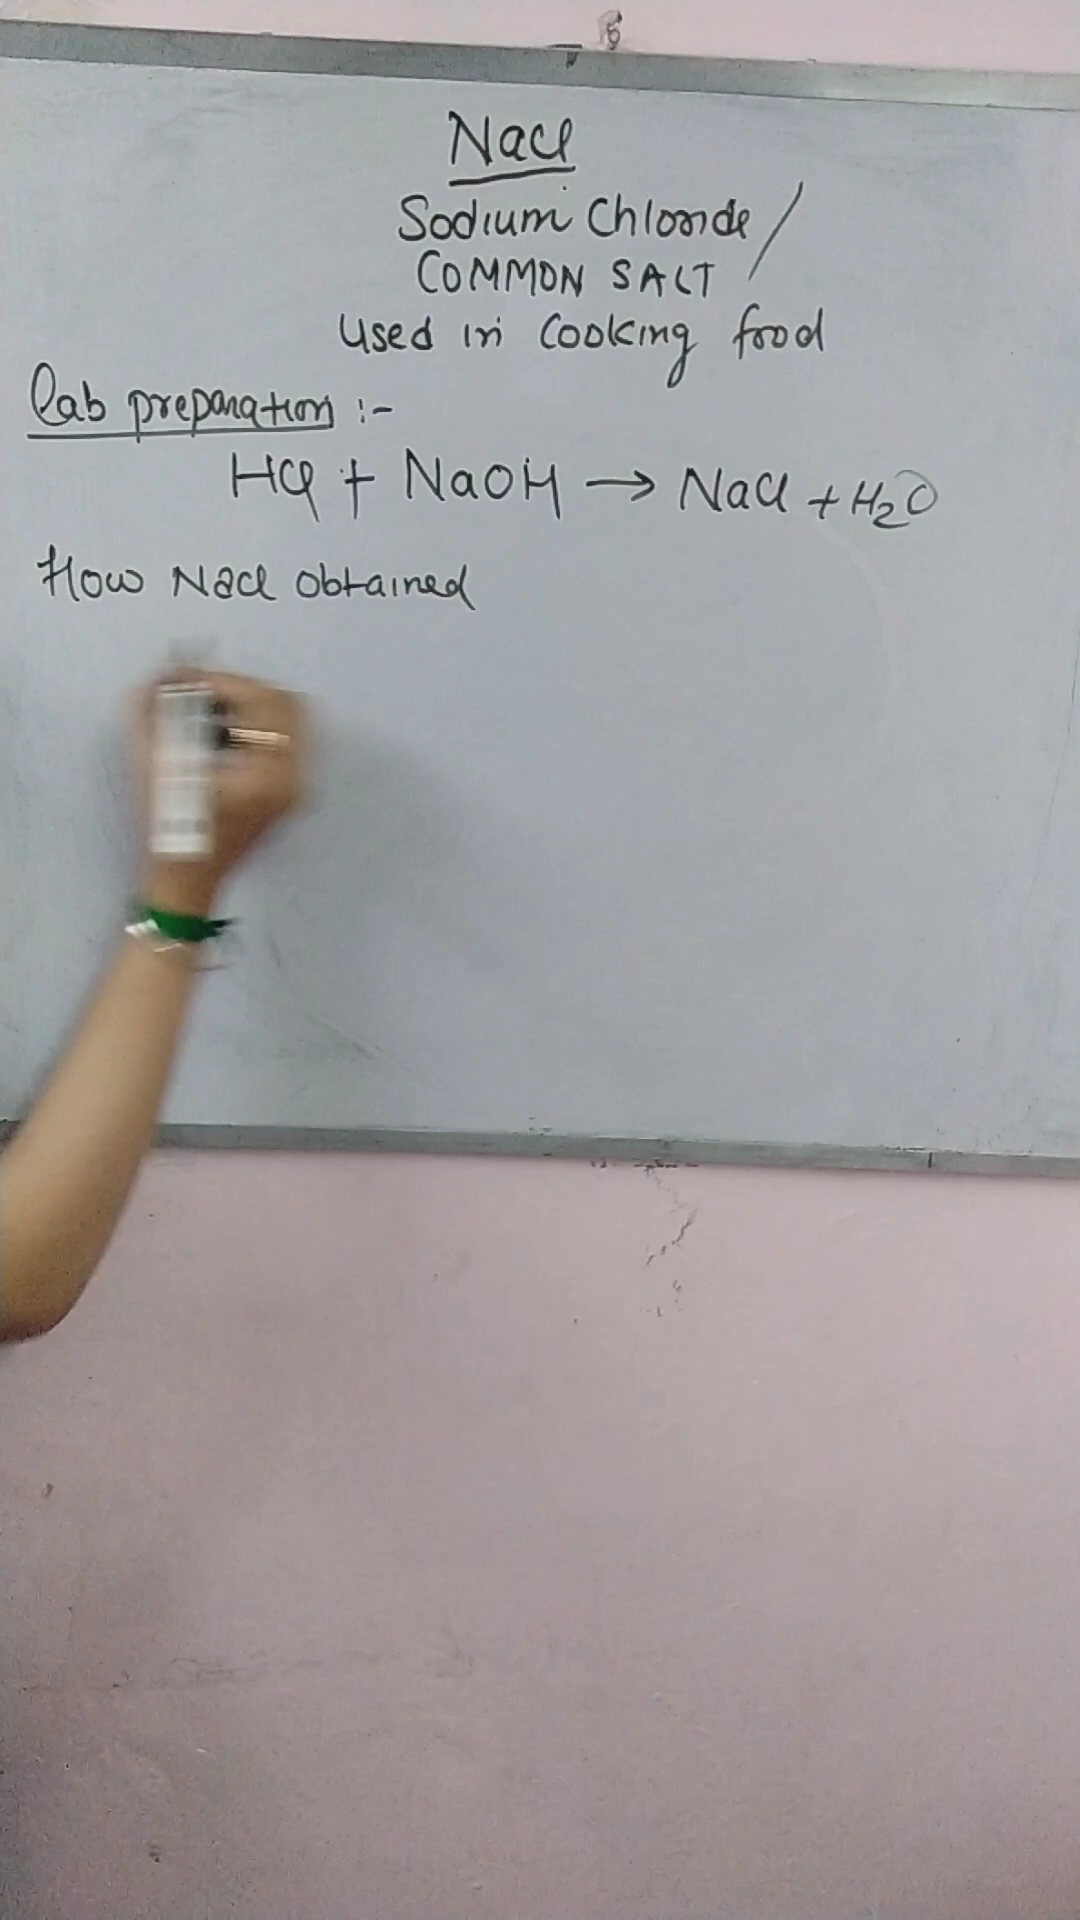 NaCl
Sodium Chloride /
COMMON SALT
Used in Cooking food
Lab preparation :-
HCl + NaOH → NaCl + H₂O
How NaCl obtained